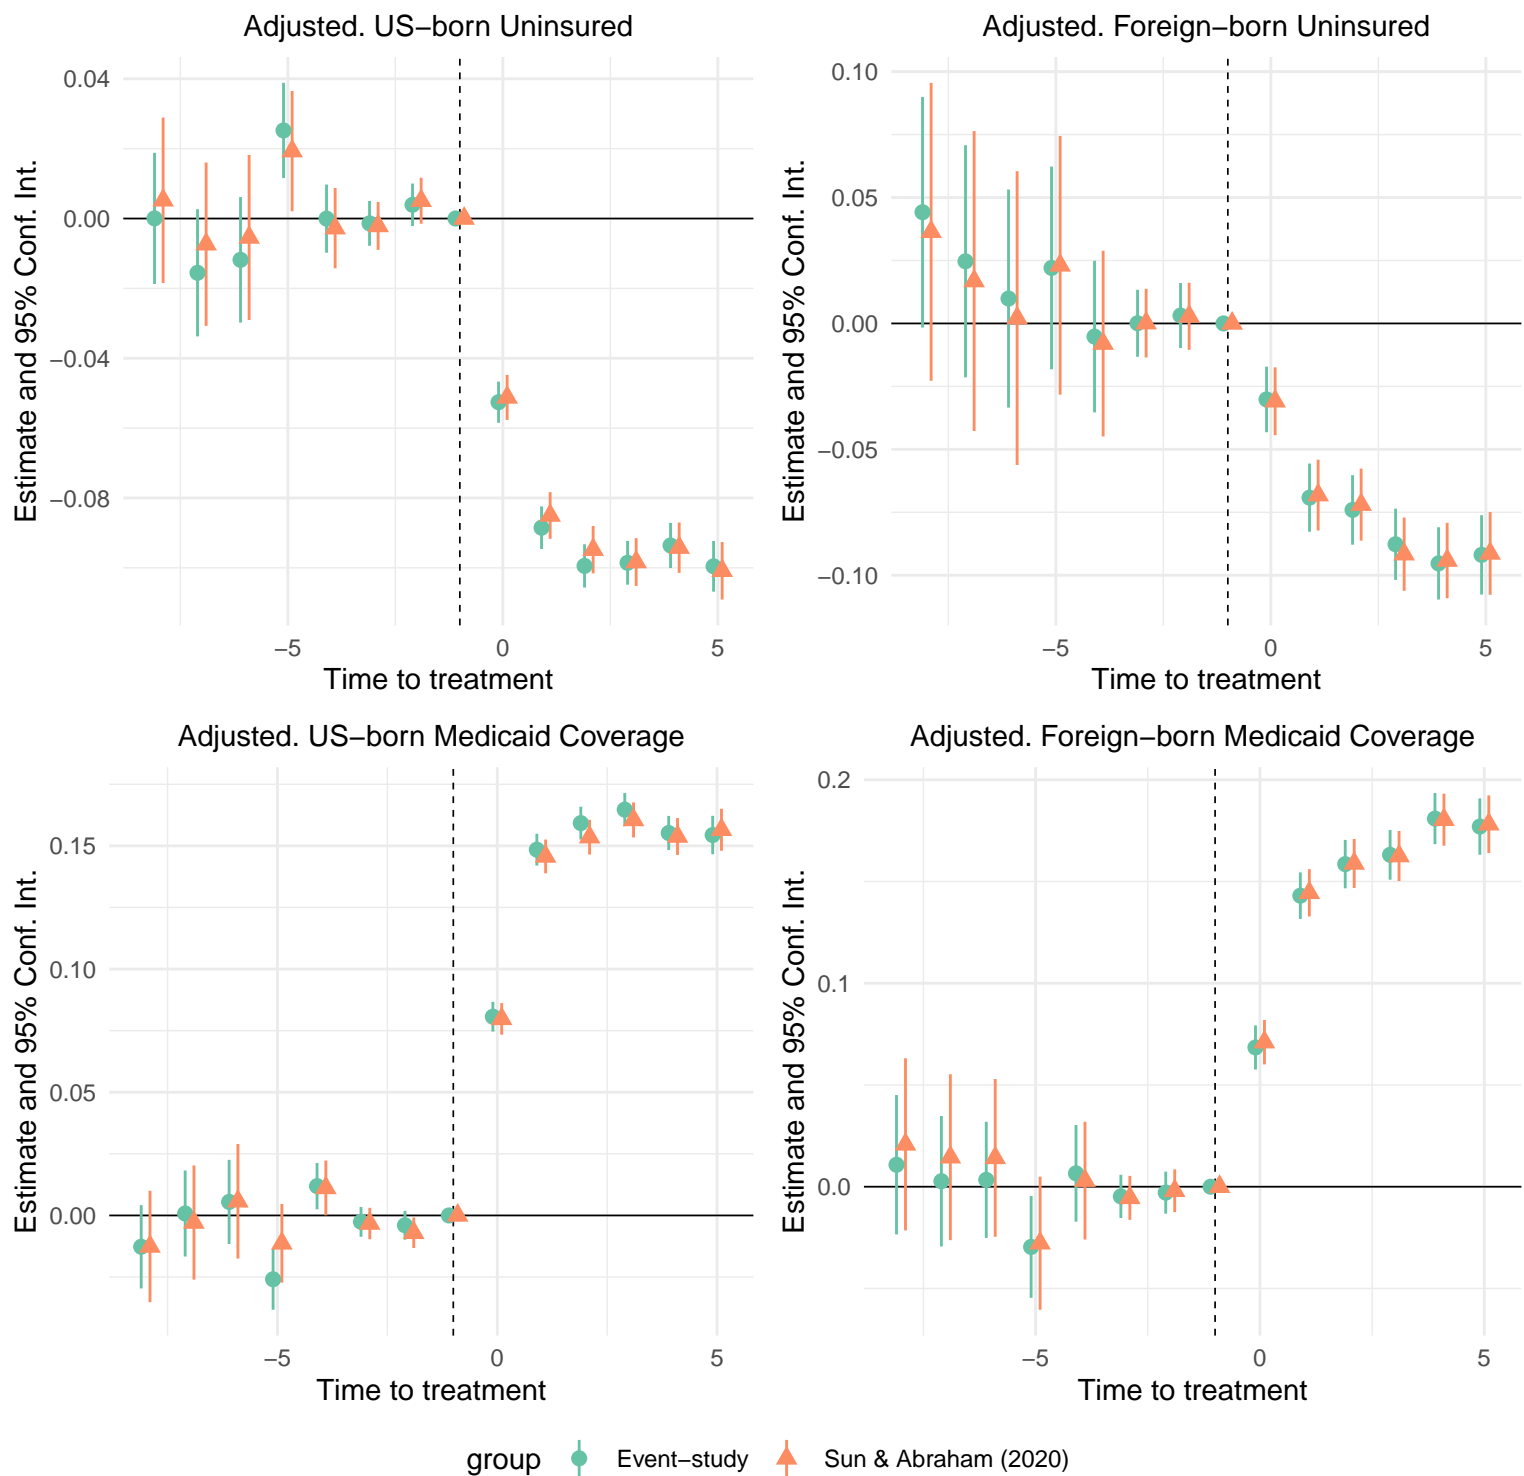 Adjusted. US−born Uninsured
Estimate and 95% Conf. Int.
0.04
0.00
−0.04
−0.08
−5 0 5
Time to treatment
Adjusted. Foreign−born Uninsured
Estimate and 95% Conf. Int.
0.10
0.05
0.00
−0.05
−0.10
−5 0 5
Time to treatment
Adjusted. US−born Medicaid Coverage
Estimate and 95% Conf. Int.
0.15
0.10
0.05
0.00
−5 0 5
Time to treatment
Adjusted. Foreign−born Medicaid Coverage
Estimate and 95% Conf. Int.
0.2
0.1
0.0
−5 0 5
Time to treatment
group Event−study Sun & Abraham (2020)